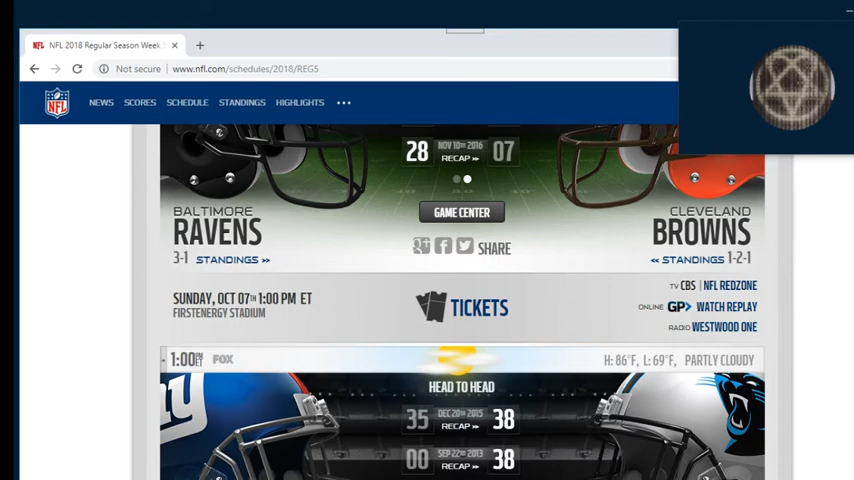 NFL 2018 Regular Season Week
Not secure | www.nfl.com/schedules/2018/REG5
NFL
NEWS SCORES SCHEDULE STANDINGS HIGHLIGHTS
28 NOV 10TH 2016 07
RECAP >>
GAME CENTER
BALTIMORE
RAVENS
3-1 STANDINGS >>
CLEVELAND
BROWNS
<< STANDINGS 1-2-1
SHARE
SUNDAY, OCT 07TH 1:00 PM ET
FIRSTENERGY STADIUM
TICKETS
TV CBS | NFL REDZONE
ONLINE GP> WATCH REPLAY
RADIO WESTWOOD ONE
1:00 PM ET FOX
H: 86°F, L: 69°F, PARTLY CLOUDY
HEAD TO HEAD
35 DEC 20TH 2015 38
RECAP >>
00 SEP 22ND 2013 38
RECAP >>
ny